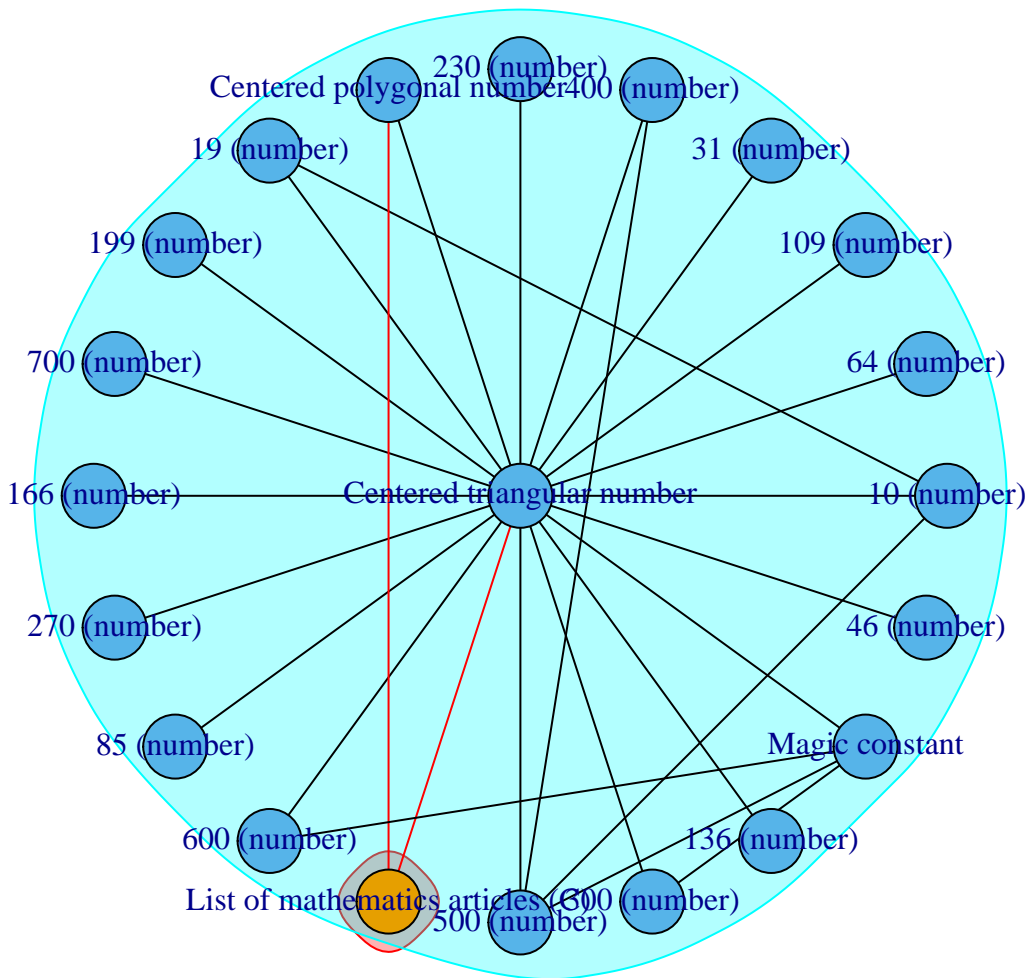 230 (number)
Centered polygonal number
400 (number)
19 (number)
31 (number)
199 (number)
109 (number)
700 (number)
64 (number)
166 (number)
Centered triangular number
10 (number)
270 (number)
46 (number)
85 (number)
Magic constant
600 (number)
136 (number)
List of mathematics articles (C)
300 (number)
500 (number)